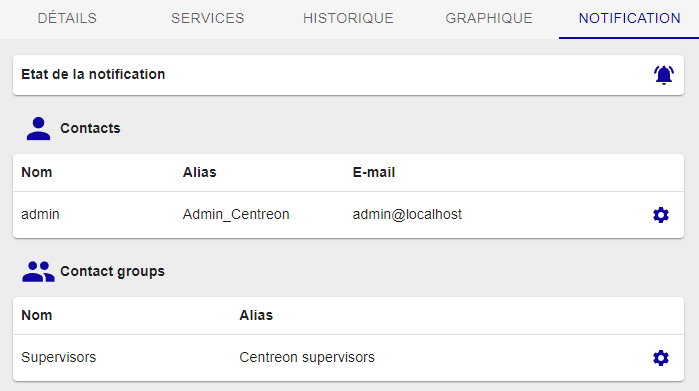 DÉTAILS SERVICES HISTORIQUE GRAPHIQUE NOTIFICATION
Etat de la notification
Contacts
Nom Alias E-mail
admin Admin_Centreon admin@localhost
Contact groups
Nom Alias
Supervisors Centreon supervisors